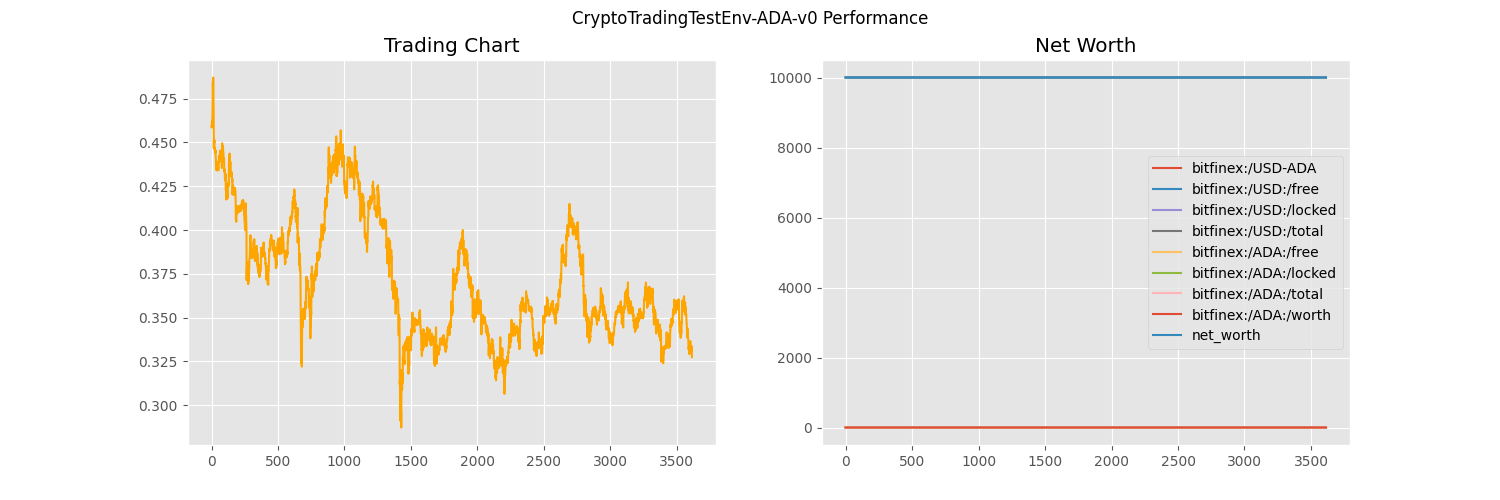 CryptoTradingTestEnv-ADA-v0 Performance
Trading Chart
0.475
0.450
0.425
0.400
0.375
0.350
0.325
0.300
0 500 1000 1500 2000 2500 3000 3500
Net Worth
10000
8000
6000
4000
2000
0
bitfinex:/USD-ADA
bitfinex:/USD:/free
bitfinex:/USD:/locked
bitfinex:/USD:/total
bitfinex:/ADA:/free
bitfinex:/ADA:/locked
bitfinex:/ADA:/total
bitfinex:/ADA:/worth
net_worth
0 500 1000 1500 2000 2500 3000 3500